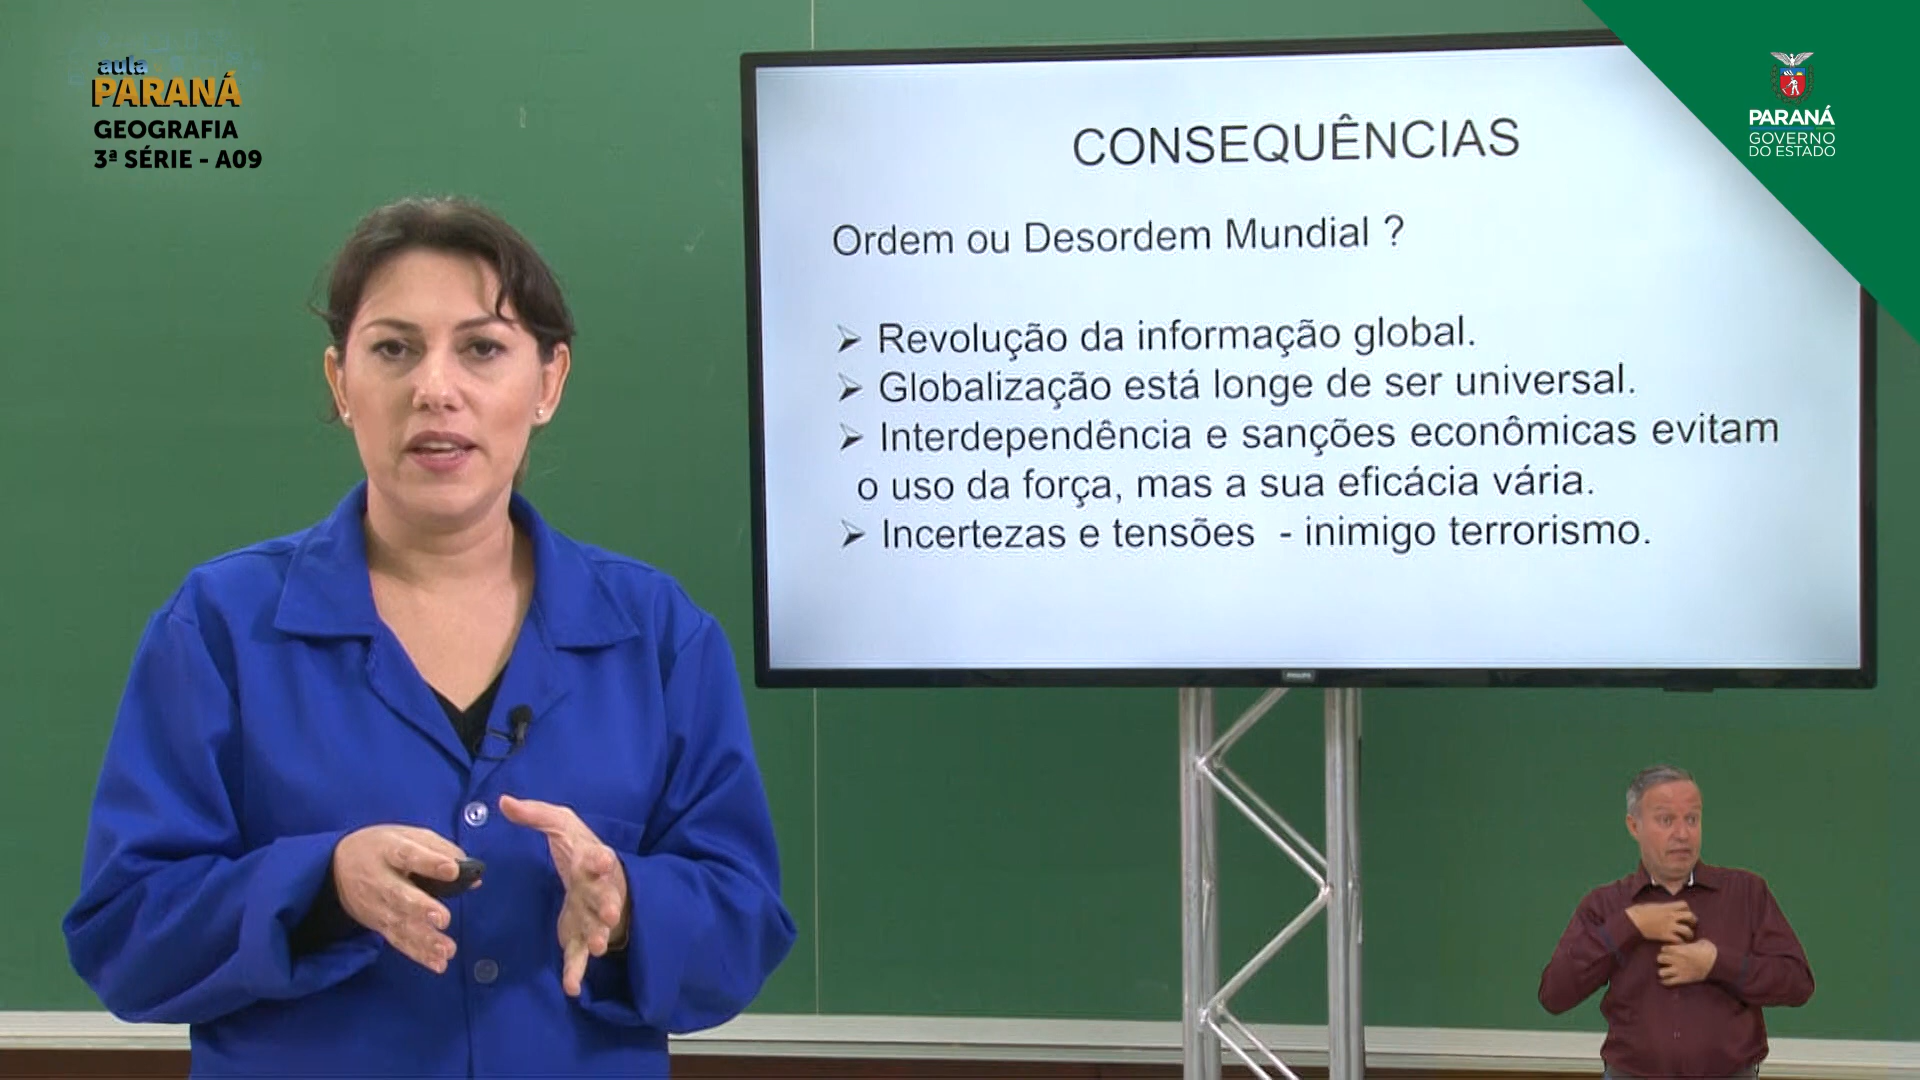 aula
PARANÁ
GEOGRAFIA
3ª SÉRIE - A09
PARANÁ
GOVERNO
DO ESTADO
CONSEQUÊNCIAS
Ordem ou Desordem Mundial ?
➢ Revolução da informação global.
➢ Globalização está longe de ser universal.
➢ Interdependência e sanções econômicas evitam
o uso da força, mas a sua eficácia vária.
➢ Incertezas e tensões - inimigo terrorismo.
PHILIPS